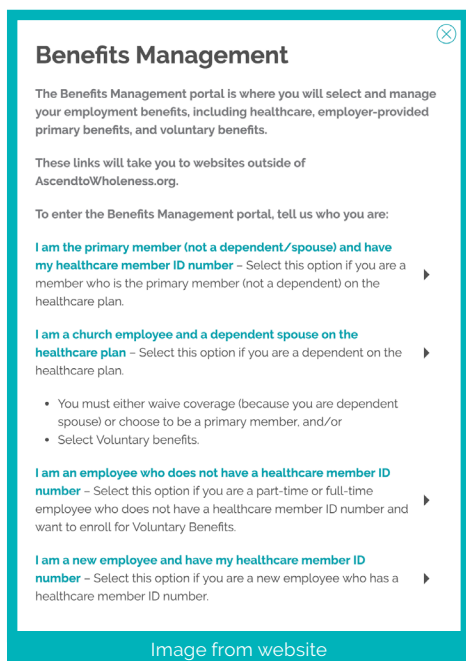 Benefits Management
The Benefits Management portal is where you will select and manage
your employment benefits, including healthcare, employer-provided
primary benefits, and voluntary benefits.
These links will take you to websites outside of
AscendtoWholeness.org.
To enter the Benefits Management portal, tell us who you are:
I am the primary member (not a dependent/spouse) and have
my healthcare member ID number – Select this option if you are a
member who is the primary member (not a dependent) on the
healthcare plan.
I am a church employee and a dependent spouse on the
healthcare plan – Select this option if you are a dependent on the
healthcare plan.
• You must either waive coverage (because you are dependent
spouse) or choose to be a primary member, and/or
• Select Voluntary benefits.
I am an employee who does not have a healthcare member ID
number – Select this option if you are a part-time or full-time
employee who does not have a healthcare member ID number and
want to enroll for Voluntary Benefits.
I am a new employee and have my healthcare member ID
number – Select this option if you are a new employee who has a
healthcare member ID number.
Image from website